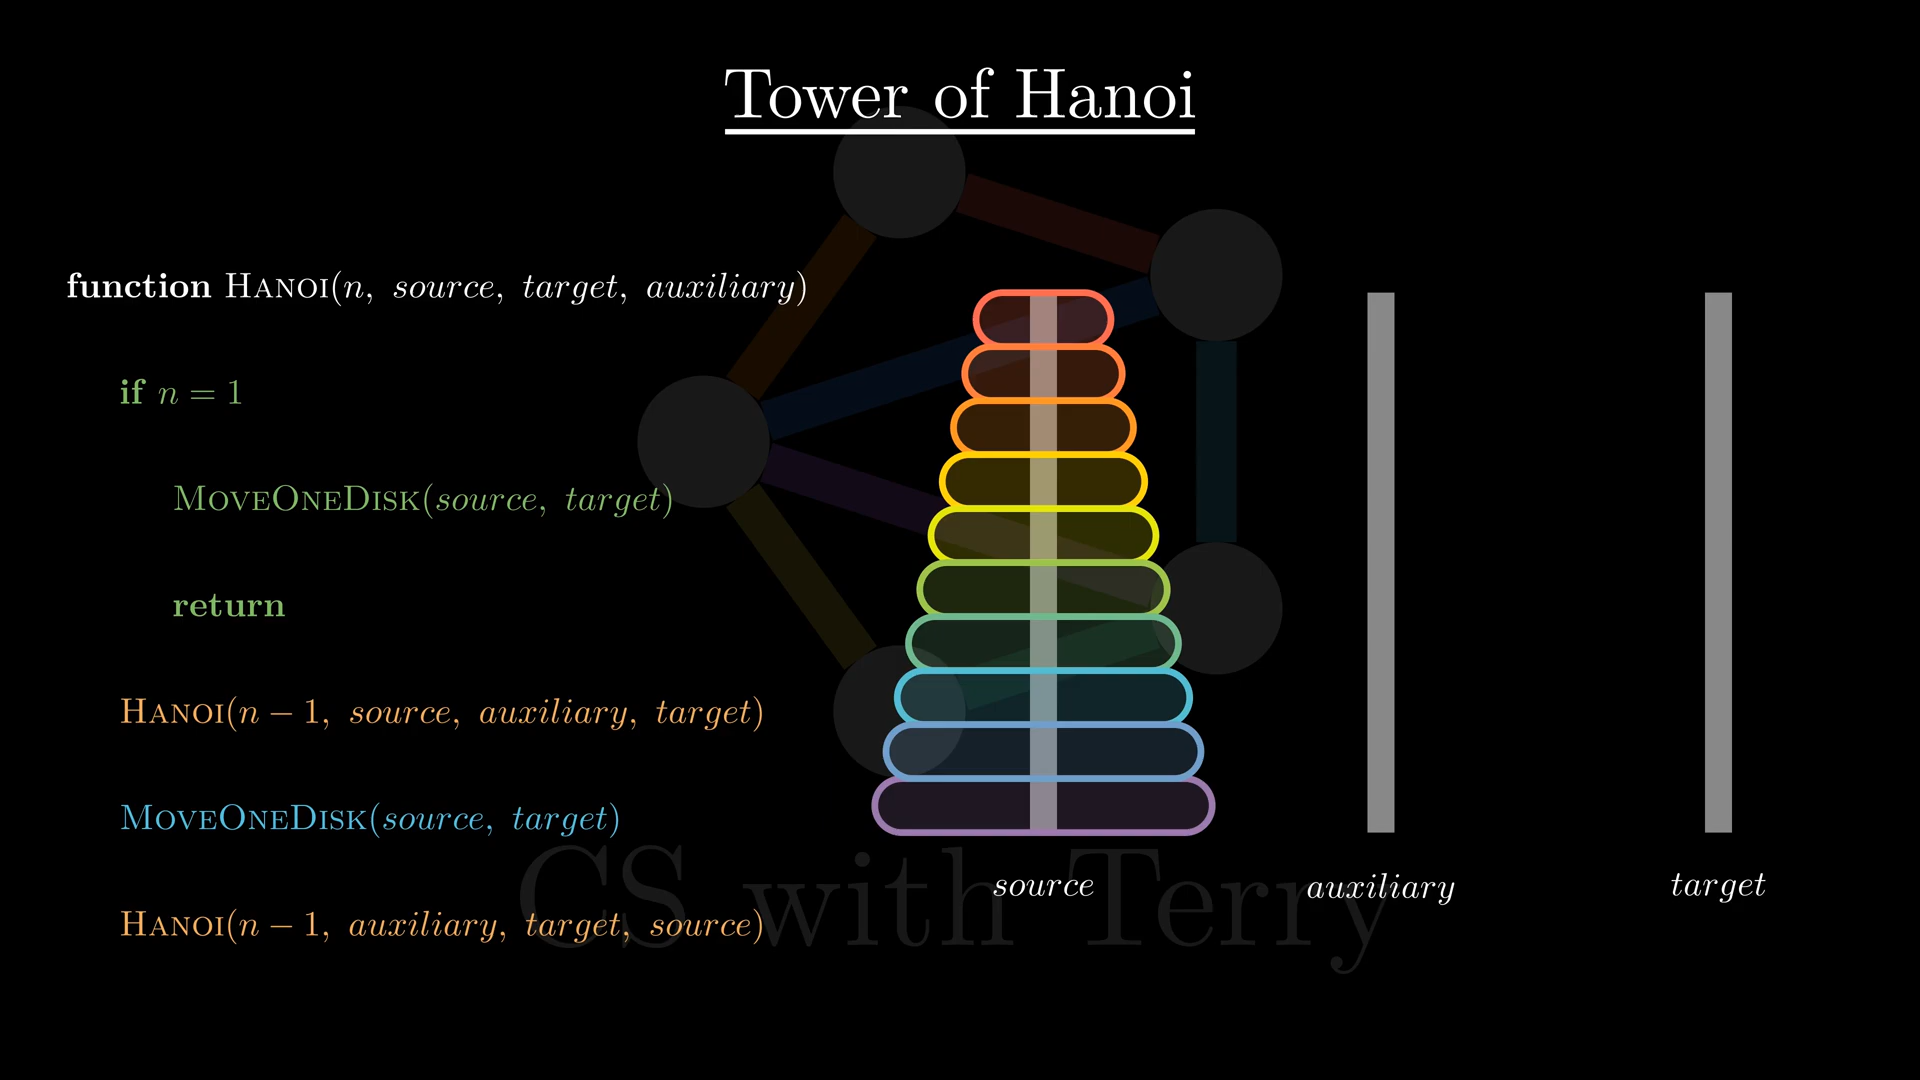 Tower of Hanoi
function Hanoi(n, source, target, auxiliary)
if n = 1
MoveOneDisk(source, target)
return
Hanoi(n − 1, source, auxiliary, target)
MoveOneDisk(source, target)
Hanoi(n − 1, auxiliary, target, source)
source
auxiliary
target
CS with Terry